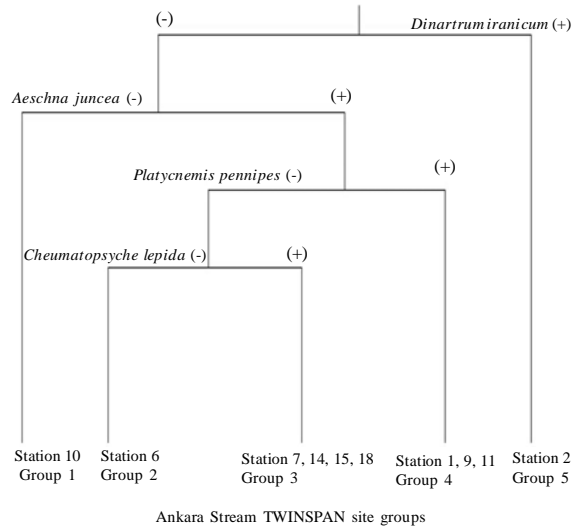 Dinartrum iranicum (+)
(-)
Aeschna juncea (-)
(+)
Platycnemis pennipes (-)
(+)
Cheumatopsyche lepida (-)
(+)
Station 10
Group 1
Station 6
Group 2
Station 7, 14, 15, 18
Group 3
Station 1, 9, 11
Group 4
Station 2
Group 5
Ankara Stream TWINSPAN site groups